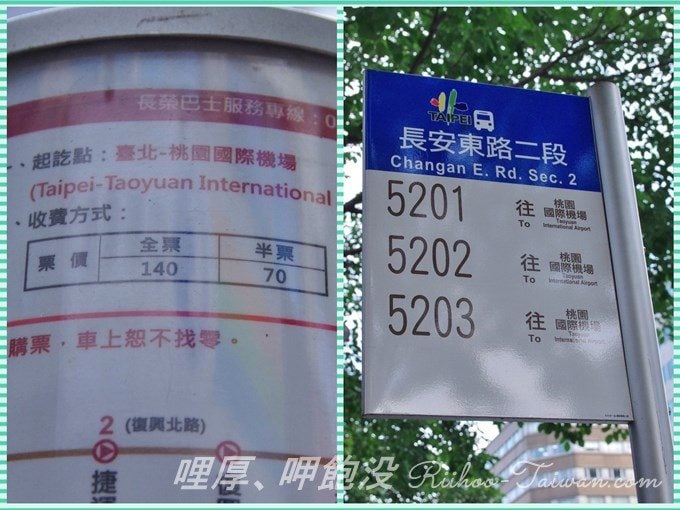 長榮巴士服務專線：0
、起訖點：臺北-桃園國際機場
(Taipei-Taoyuan International
、收費方式：
票價 全票 半票
140 70
購票，車上恕不找零。
2 (復興北路)
捷
TAIPEI
長安東路二段
Changan E. Rd. Sec. 2
5201 往 To 桃園 國際機場 Taoyuan International Airport
5202 往 To 桃園 國際機場 Taoyuan International Airport
5203 往 To 桃園 國際機場 Taoyuan International Airport
哩厚、呷飽没 Riihoo-Taiwan.com